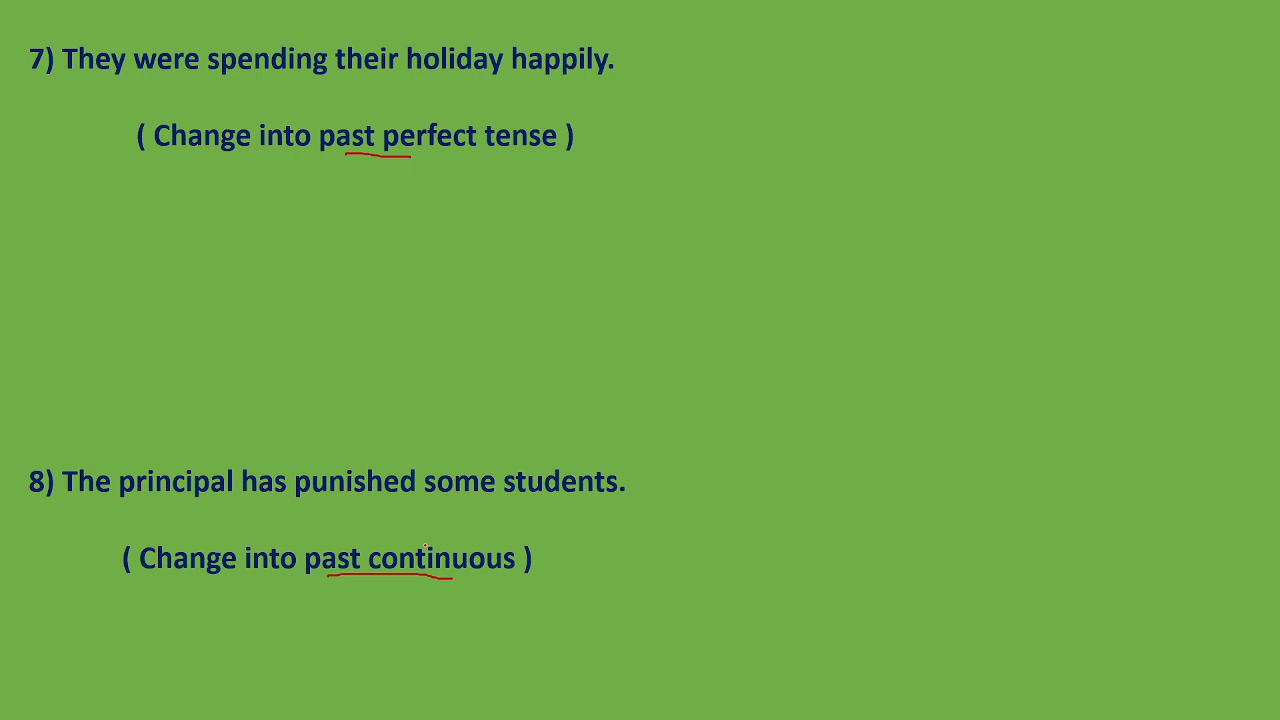 7) They were spending their holiday happily.
( Change into past perfect tense )
8) The principal has punished some students.
( Change into past continuous )